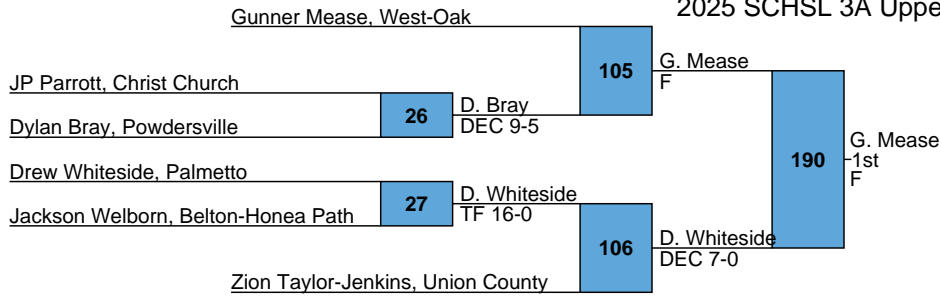 2025 SCHSL 3A Uppe
Gunner Mease, West-Oak
105
G. Mease
F
JP Parrott, Christ Church
26
D. Bray
DEC 9-5
Dylan Bray, Powdersville
190
G. Mease
1st
F
Drew Whiteside, Palmetto
27
D. Whiteside
TF 16-0
Jackson Welborn, Belton-Honea Path
106
D. Whiteside
DEC 7-0
Zion Taylor-Jenkins, Union County